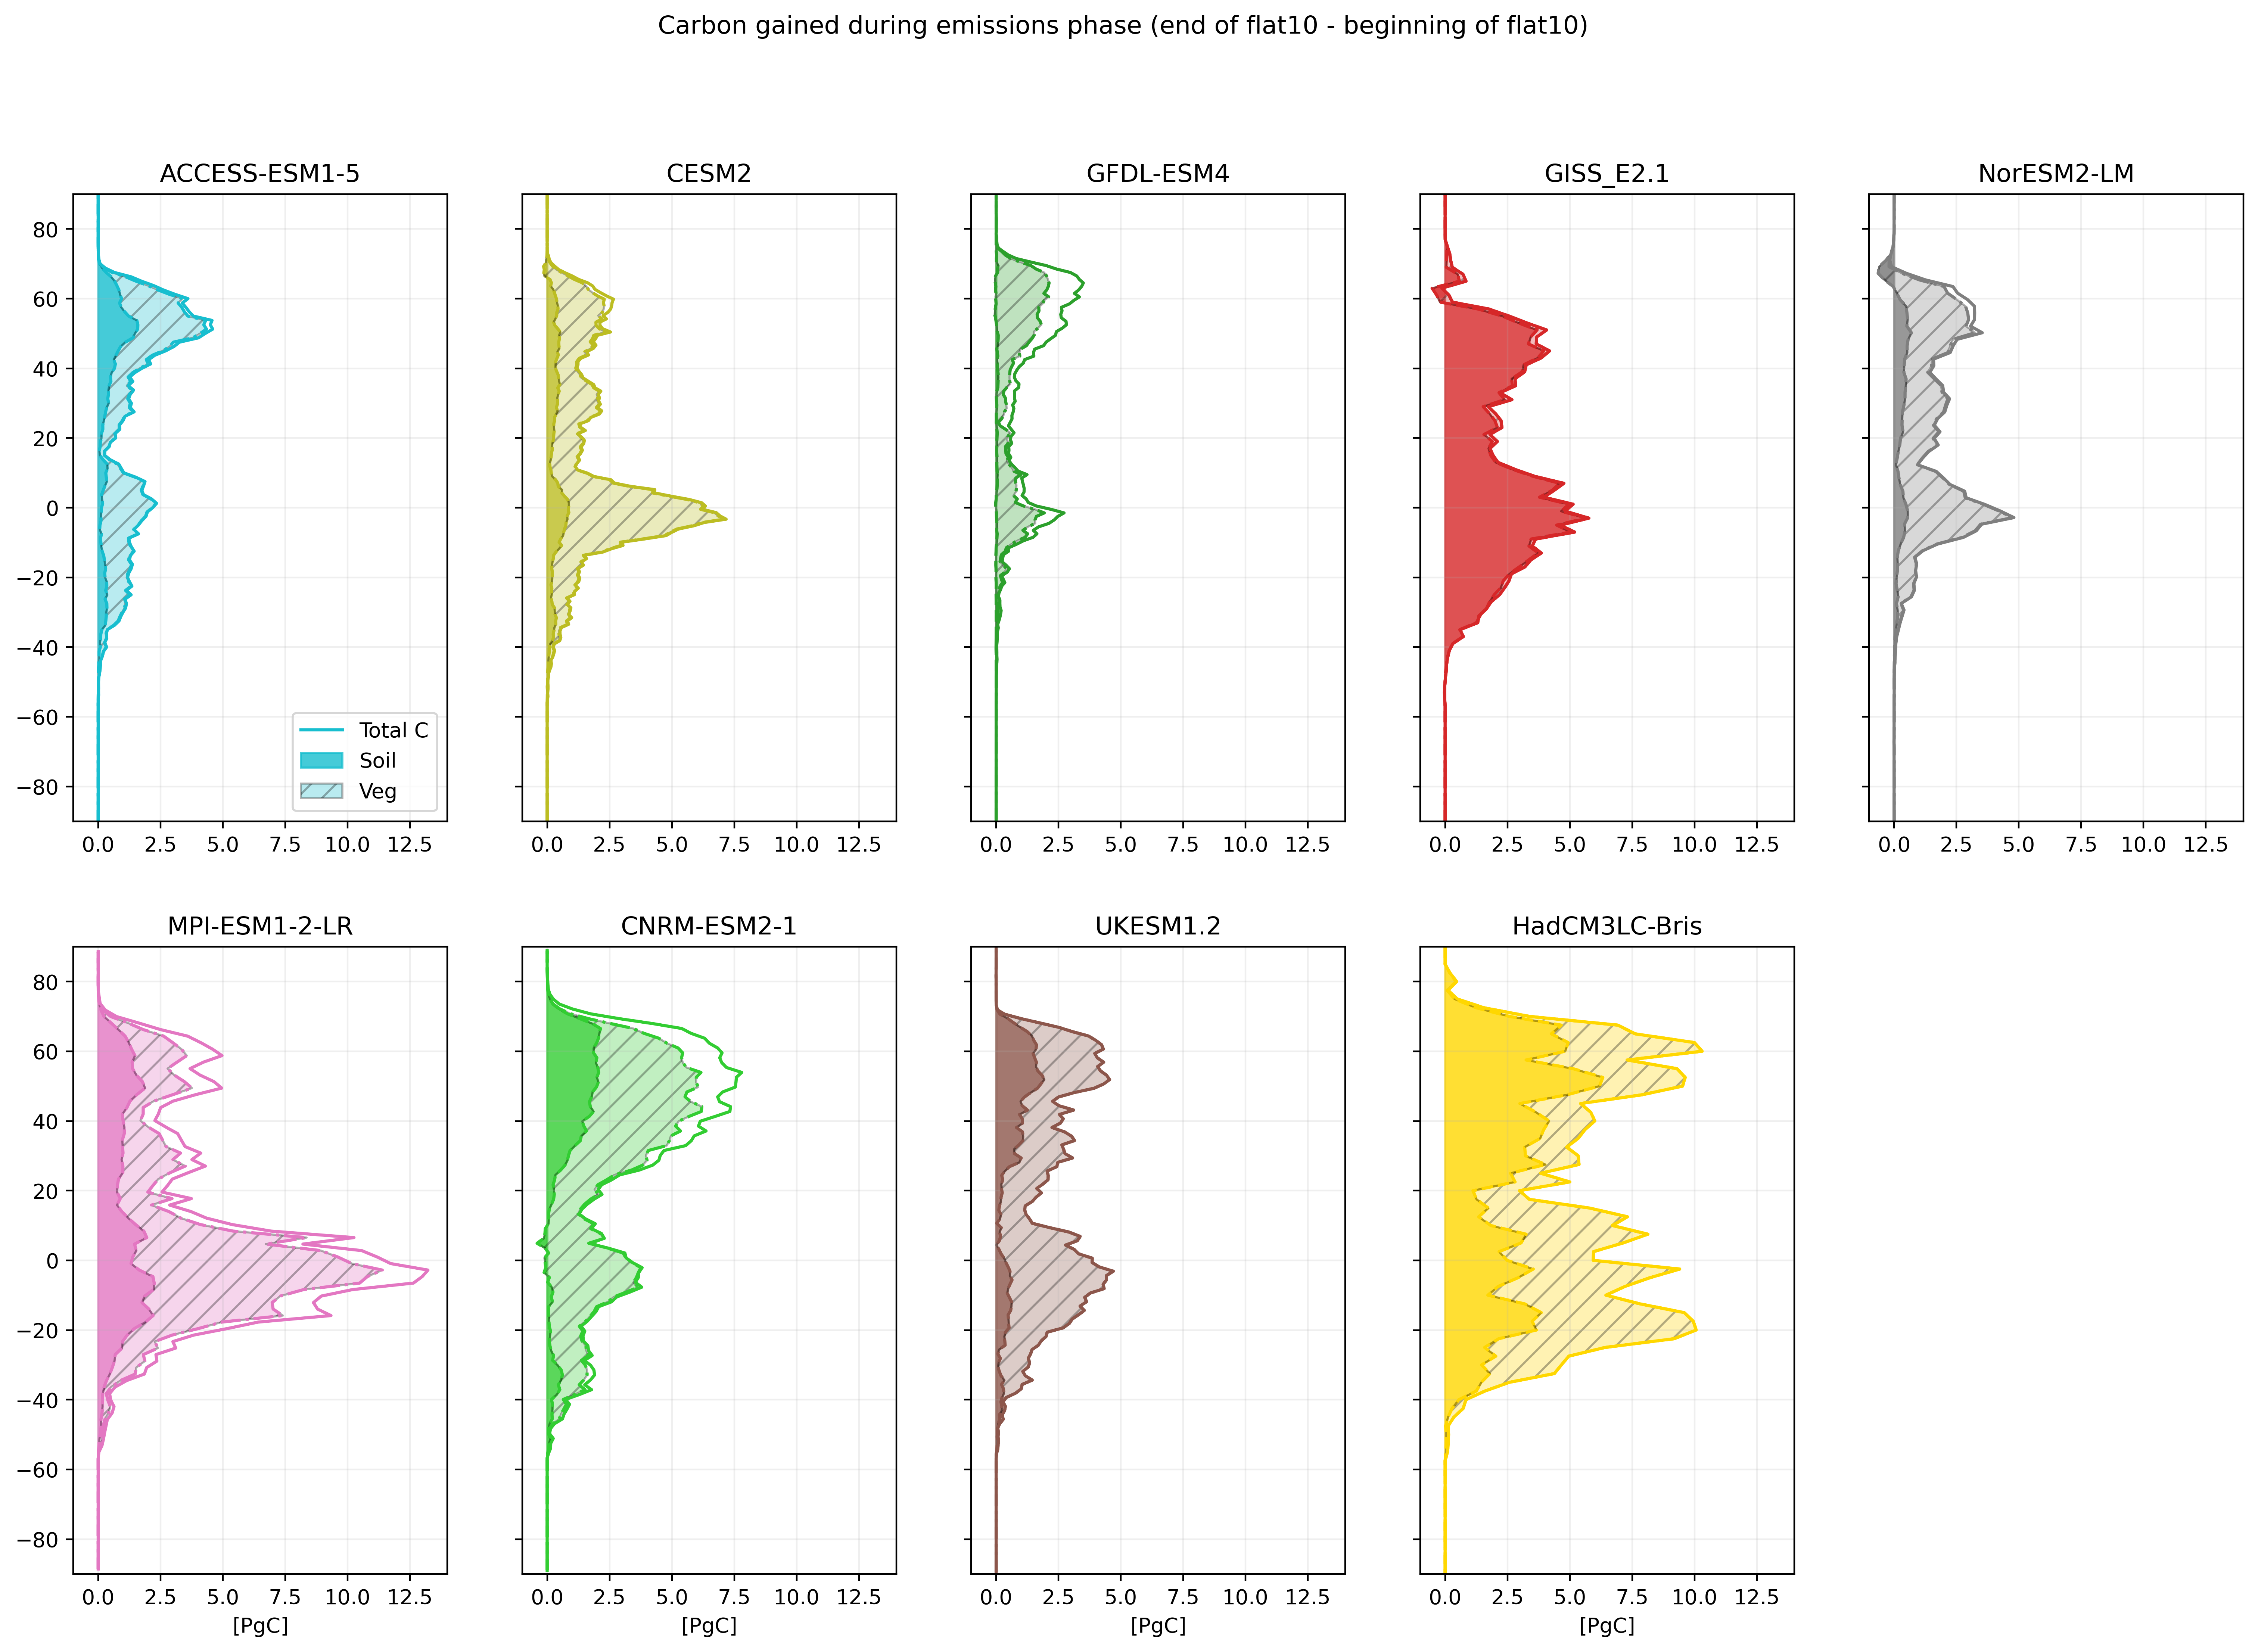 Carbon gained during emissions phase (end of flat10 - beginning of flat10)
ACCESS-ESM1-5
CESM2
GFDL-ESM4
GISS_E2.1
NorESM2-LM
80
60
40
20
0
−20
−40
−60
−80
Total C
Soil
Veg
0.0 2.5 5.0 7.5 10.0 12.5
0.0 2.5 5.0 7.5 10.0 12.5
0.0 2.5 5.0 7.5 10.0 12.5
0.0 2.5 5.0 7.5 10.0 12.5
0.0 2.5 5.0 7.5 10.0 12.5
MPI-ESM1-2-LR
CNRM-ESM2-1
UKESM1.2
HadCM3LC-Bris
80
60
40
20
0
−20
−40
−60
−80
0.0 2.5 5.0 7.5 10.0 12.5
0.0 2.5 5.0 7.5 10.0 12.5
0.0 2.5 5.0 7.5 10.0 12.5
0.0 2.5 5.0 7.5 10.0 12.5
[PgC]
[PgC]
[PgC]
[PgC]